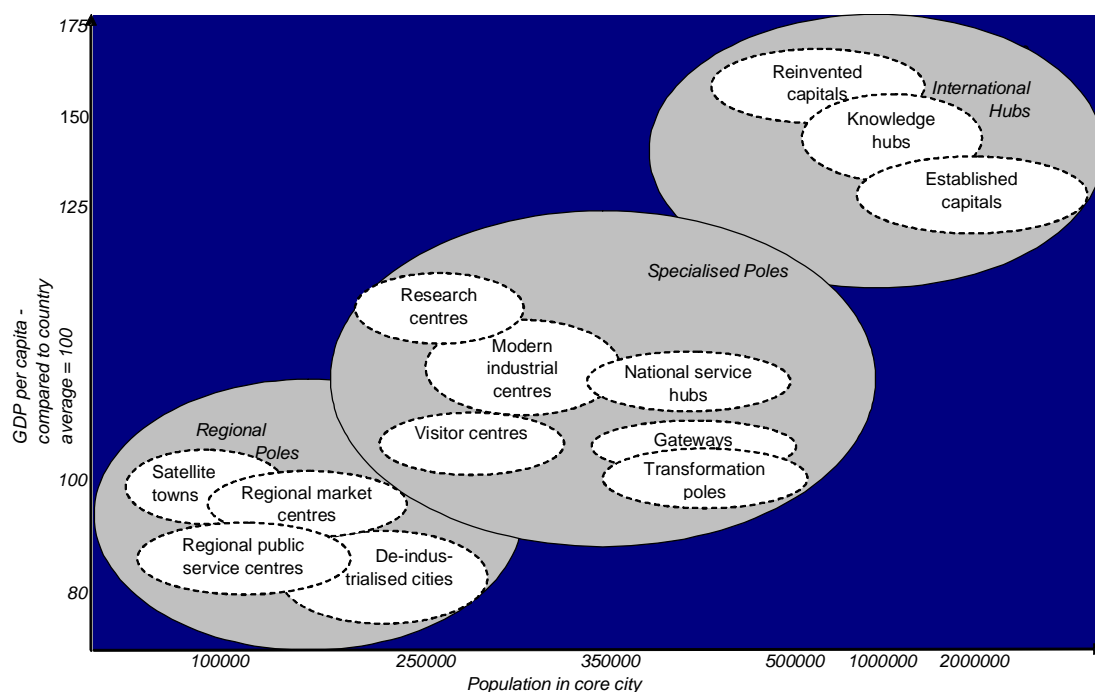 175
150
125
100
80
GDP per capita -
compared to country
average = 100
Reinvented
capitals
International
Hubs
Knowledge
hubs
Established
capitals
Specialised Poles
Research
centres
Modern
industrial
centres
National service
hubs
Visitor centres
Gateways
Transformation
poles
Regional
Poles
Satellite
towns
Regional market
centres
Regional public
service centres
De-indus-
trialised cities
100000
250000
350000
500000
1000000
2000000
Population in core city